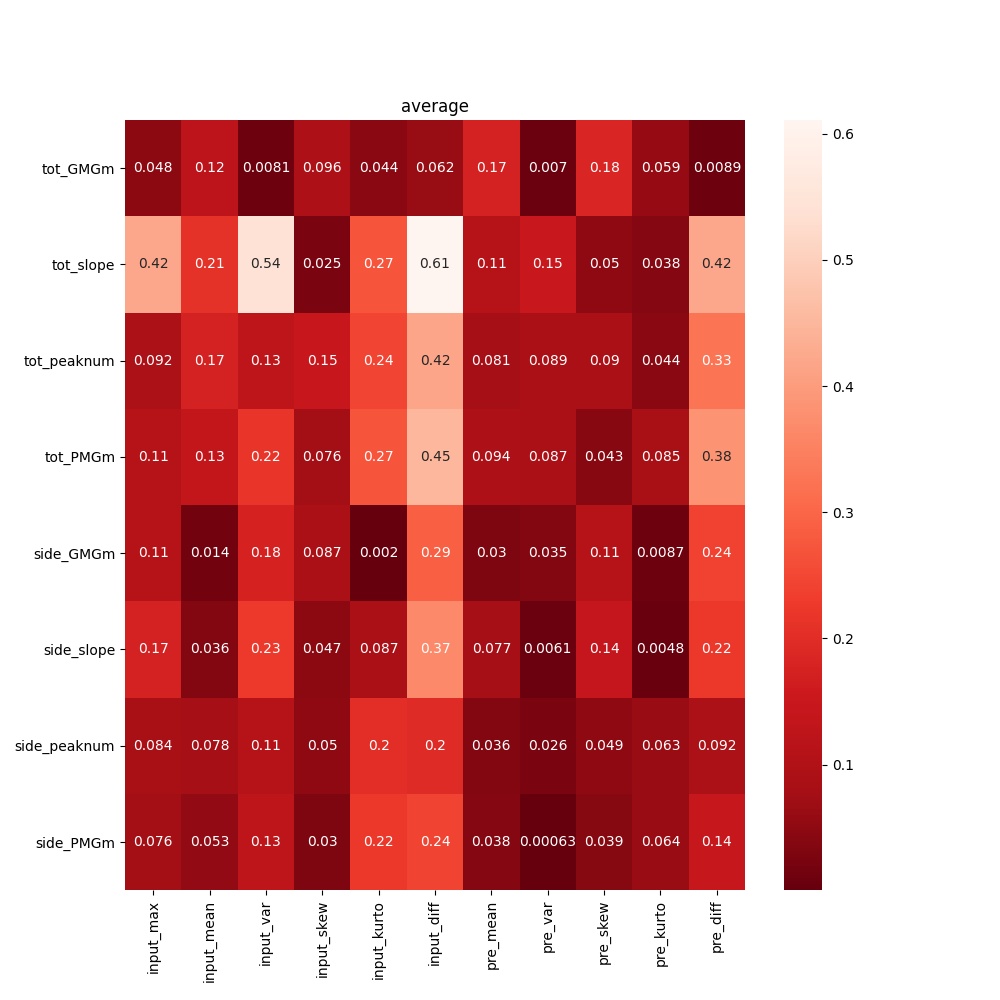 average
tot_GMGm 0.048 0.12 0.0081 0.096 0.044 0.062 0.17 0.007 0.18 0.059 0.0089
tot_slope 0.42 0.21 0.54 0.025 0.27 0.61 0.11 0.15 0.05 0.038 0.42
tot_peaknum 0.092 0.17 0.13 0.15 0.24 0.42 0.081 0.089 0.09 0.044 0.33
tot_PMGm 0.11 0.13 0.22 0.076 0.27 0.45 0.094 0.087 0.043 0.085 0.38
side_GMGm 0.11 0.014 0.18 0.087 0.002 0.29 0.03 0.035 0.11 0.0087 0.24
side_slope 0.17 0.036 0.23 0.047 0.087 0.37 0.077 0.0061 0.14 0.0048 0.22
side_peaknum 0.084 0.078 0.11 0.05 0.2 0.2 0.036 0.026 0.049 0.063 0.092
side_PMGm 0.076 0.053 0.13 0.03 0.22 0.24 0.038 0.00063 0.039 0.064 0.14
input_max
input_mean
input_var
input_skew
input_kurto
input_diff
pre_mean
pre_var
pre_skew
pre_kurto
pre_diff
0.6
0.5
0.4
0.3
0.2
0.1